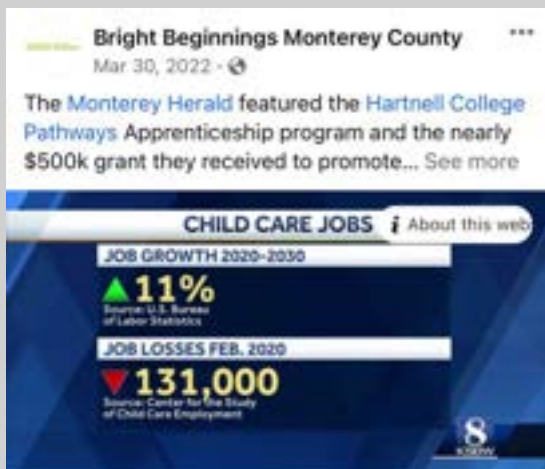 Bright Beginnings Monterey County
Mar 30, 2022 ·
The Monterey Herald featured the Hartnell College
Pathways Apprenticeship program and the nearly
$500k grant they received to promote... See more
CHILD CARE JOBS
i About this web
JOB GROWTH 2020-2030
11%
Source: U.S. Bureau
of Labor Statistics
JOB LOSSES FEB. 2020
131,000
Source: Center for the Study
of Child Care Employment
8
KSBW